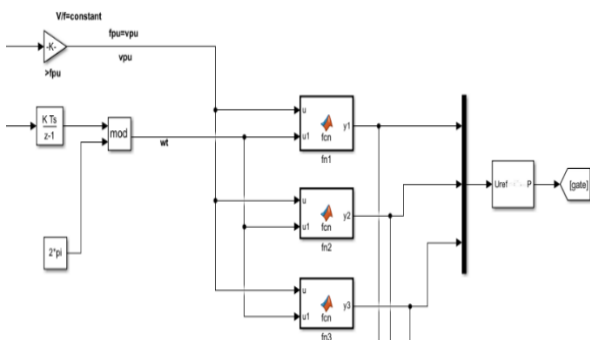 V/f=constant
-K-
>fpu
fpu=vpu
vpu
K Ts
z-1
mod
wt
2*pi
u
u1
fcn
y1
fn1
u
u1
fcn
y2
fn2
u
u1
fcn
y3
fn3
Uref
P
[gate]